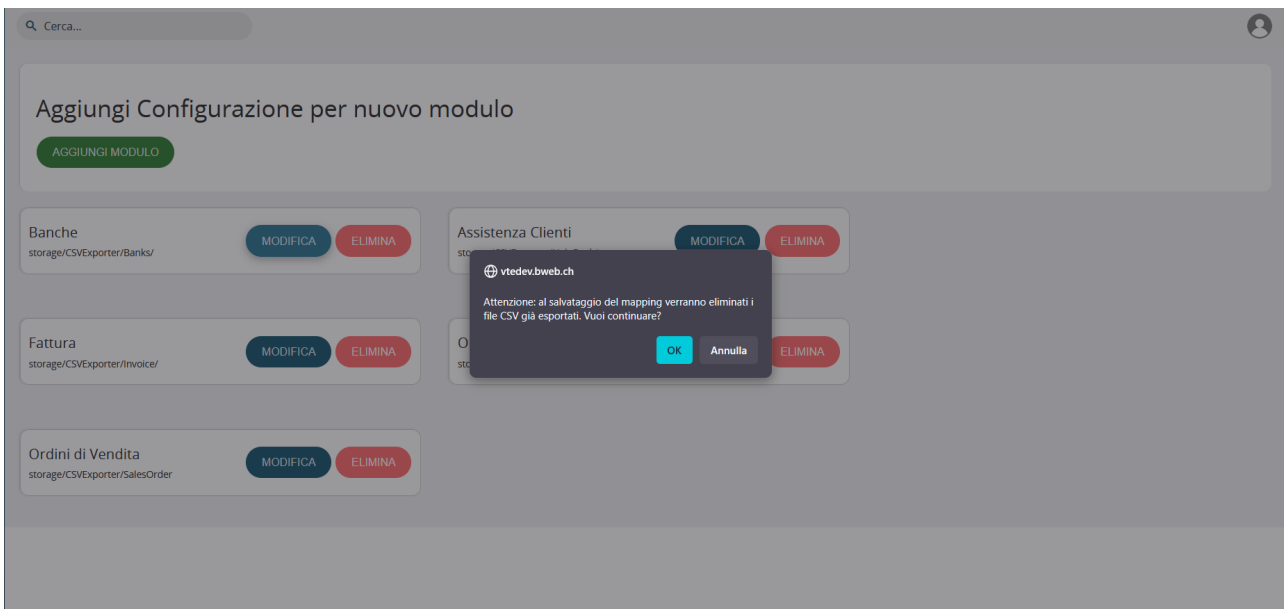 Cerca...
Aggiungi Configurazione per nuovo modulo
AGGIUNGI MODULO
Banche
storage/CSVExporter/Banks/
MODIFICA
ELIMINA
Assistenza Clienti
MODIFICA
ELIMINA
vtedev.bweb.ch
Attenzione: al salvataggio del mapping verranno eliminati i
file CSV già esportati. Vuoi continuare?
OK
Annulla
Fattura
storage/CSVExporter/Invoice/
MODIFICA
ELIMINA
ELIMINA
Ordini di Vendita
storage/CSVExporter/SalesOrder
MODIFICA
ELIMINA